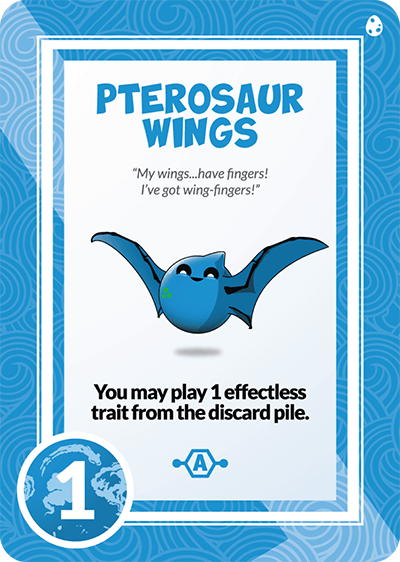 PTEROSAUR
WINGS
“My wings...have fingers!
I’ve got wing-fingers!”
You may play 1 effectless
trait from the discard pile.
A
1